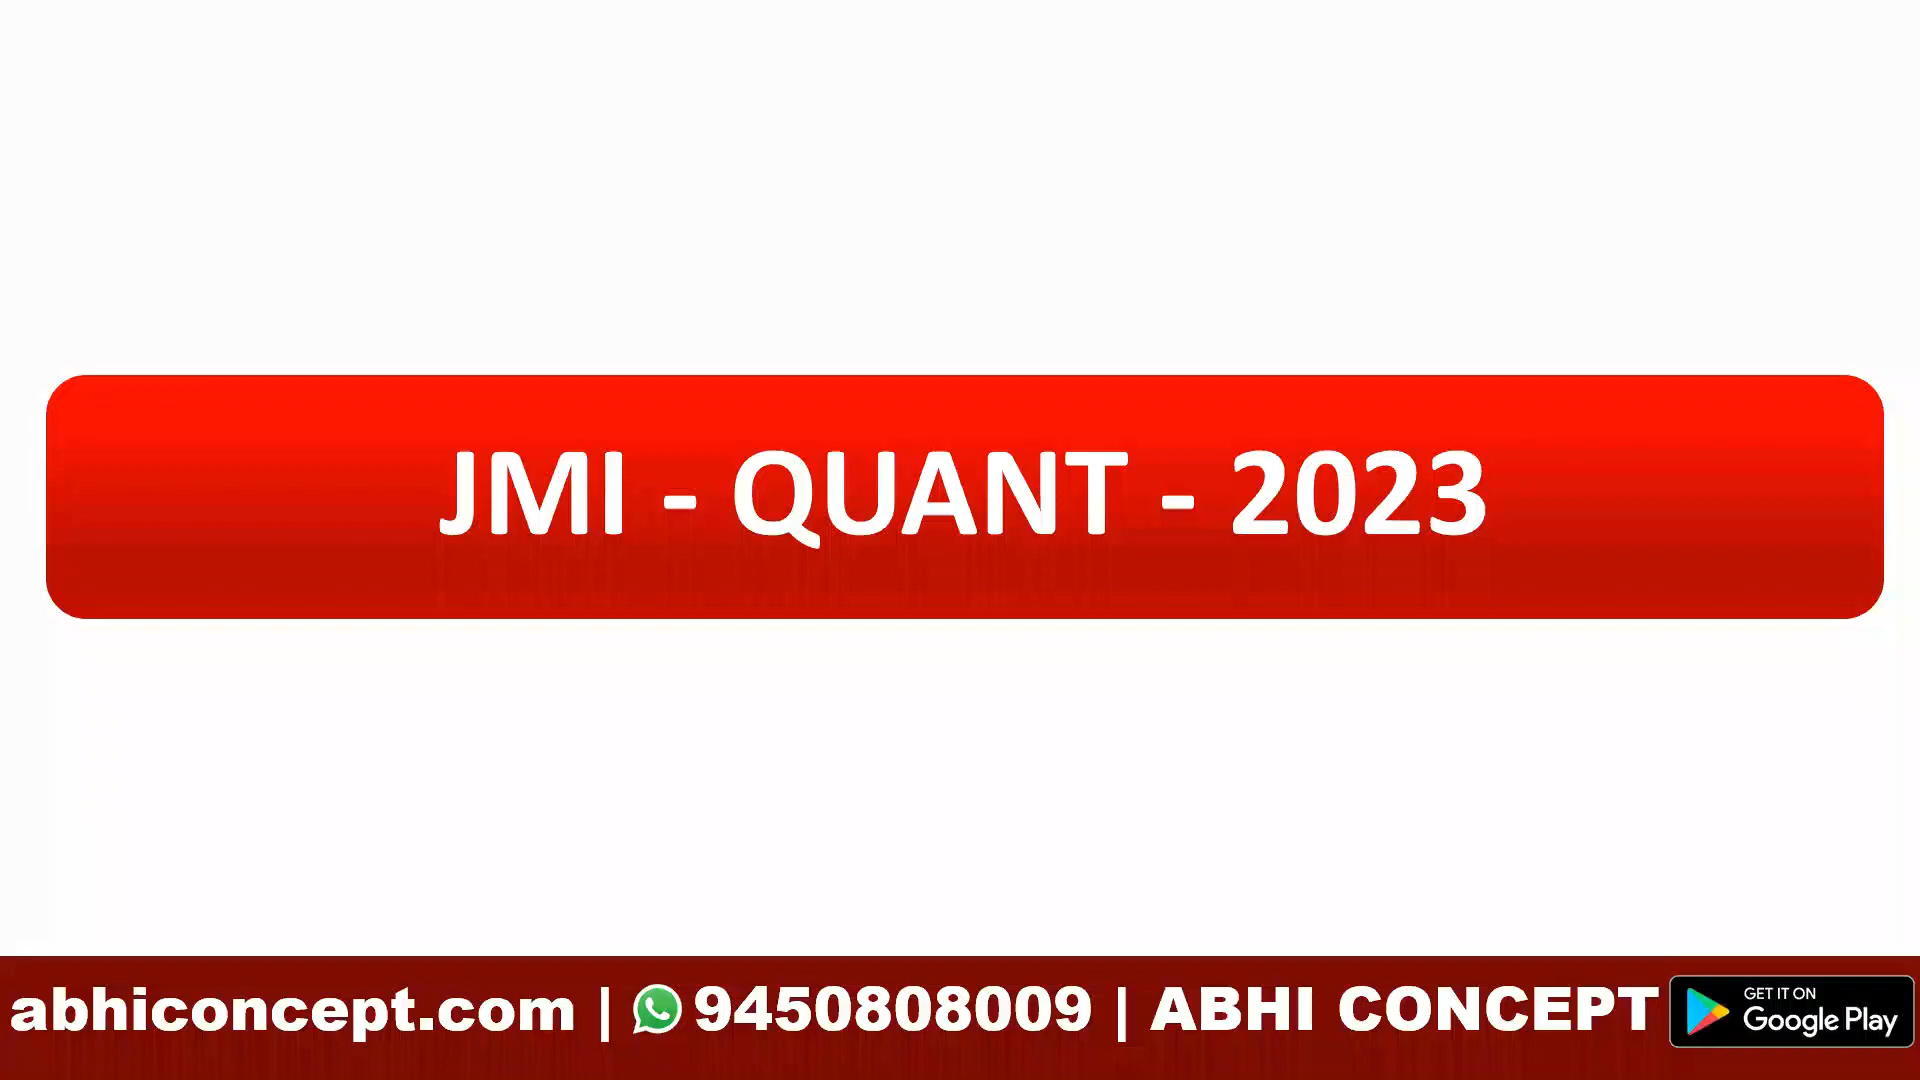 JMI - QUANT - 2023
abhiconcept.com | 9450808009 | ABHI CONCEPT
GET IT ON
Google Play